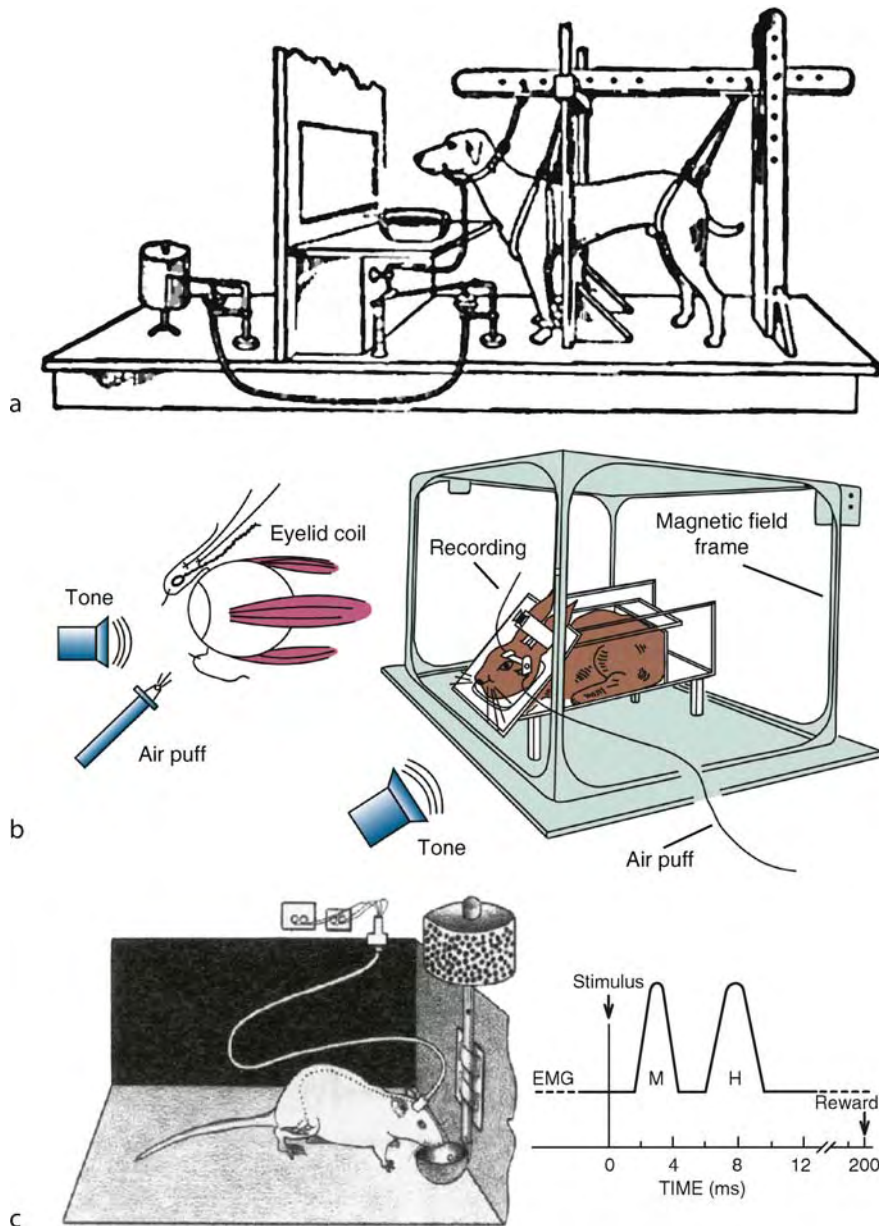 a
Eyelid coil
Tone
Air puff
Recording
Magnetic field
frame
Tone
Air puff
b
Stimulus
EMG
M
H
Reward
0
4
8
12
200
TIME (ms)
c